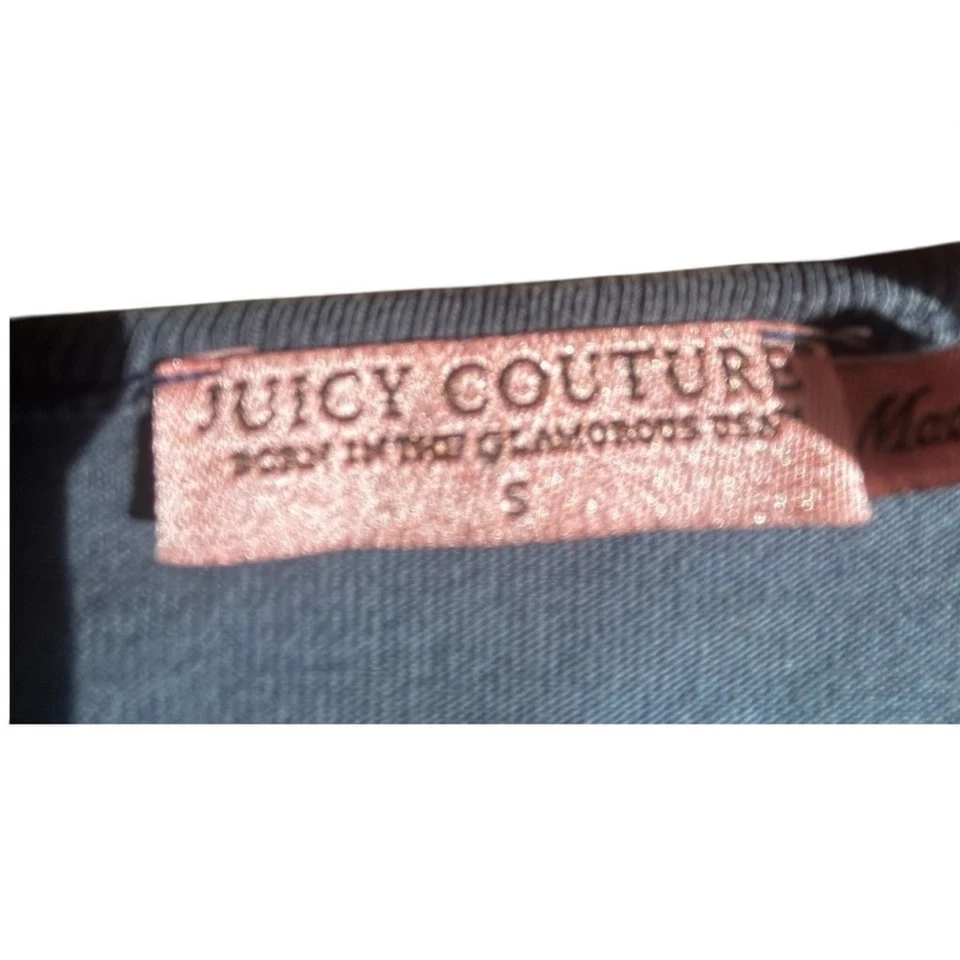 JUICY COUTURE
BORN IN THE GLAMOROUS USA
S